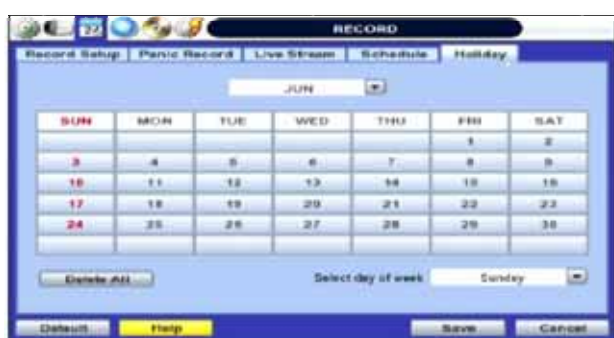 RECORD
Record Setup Panic Record Live Stream Schedule Holiday
JUN
SUN MON TUE WED THU FRI SAT
1 2
3 4 5 6 7 8 9
10 11 12 13 14 15 16
17 18 19 20 21 22 23
24 25 26 27 28 29 30
Delete All Select day of week Sunday
Default Help Save Cancel